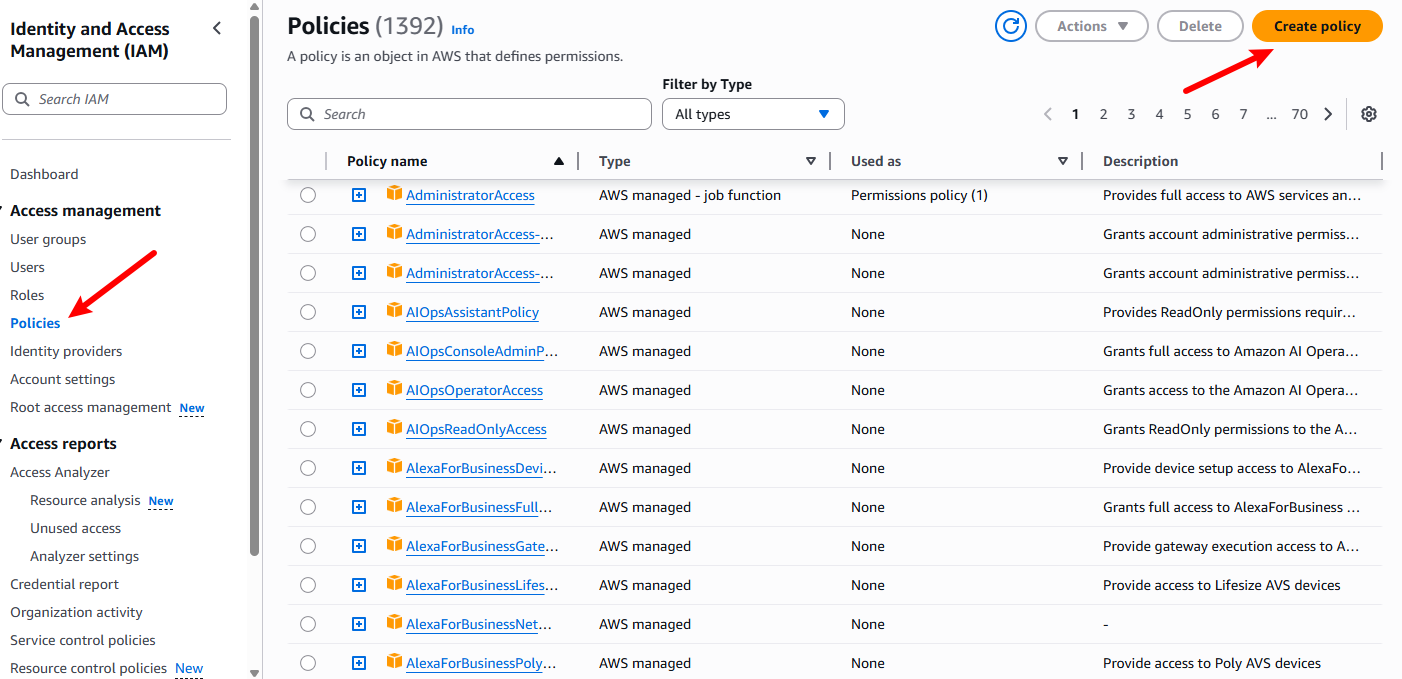 Identity and Access
Management (IAM)
Search IAM
Dashboard
Access management
User groups
Users
Roles
Policies
Identity providers
Account settings
Root access management New
Access reports
Access Analyzer
Resource analysis New
Unused access
Analyzer settings
Credential report
Organization activity
Service control policies
Resource control policies New
Policies (1392) Info
Actions
Delete
Create policy
A policy is an object in AWS that defines permissions.
Filter by Type
Search
All types
1 2 3 4 5 6 7 ... 70
Policy name Type Used as Description
AdministratorAccess AWS managed - job function Permissions policy (1) Provides full access to AWS services an...
AdministratorAccess-... AWS managed None Grants account administrative permiss...
AdministratorAccess-... AWS managed None Grants account administrative permiss...
AIOpsAssistantPolicy AWS managed None Provides ReadOnly permissions requir...
AIOpsConsoleAdminP... AWS managed None Grants full access to Amazon AI Opera...
AIOpsOperatorAccess AWS managed None Grants access to the Amazon AI Opera...
AIOpsReadOnlyAccess AWS managed None Grants ReadOnly permissions to the A...
AlexaForBusinessDevi... AWS managed None Provide device setup access to AlexaFo...
AlexaForBusinessFull... AWS managed None Grants full access to AlexaForBusiness ...
AlexaForBusinessGate... AWS managed None Provide gateway execution access to A...
AlexaForBusinessLifes... AWS managed None Provide access to Lifesize AVS devices
AlexaForBusinessNet... AWS managed None -
AlexaForBusinessPoly... AWS managed None Provide access to Poly AVS devices